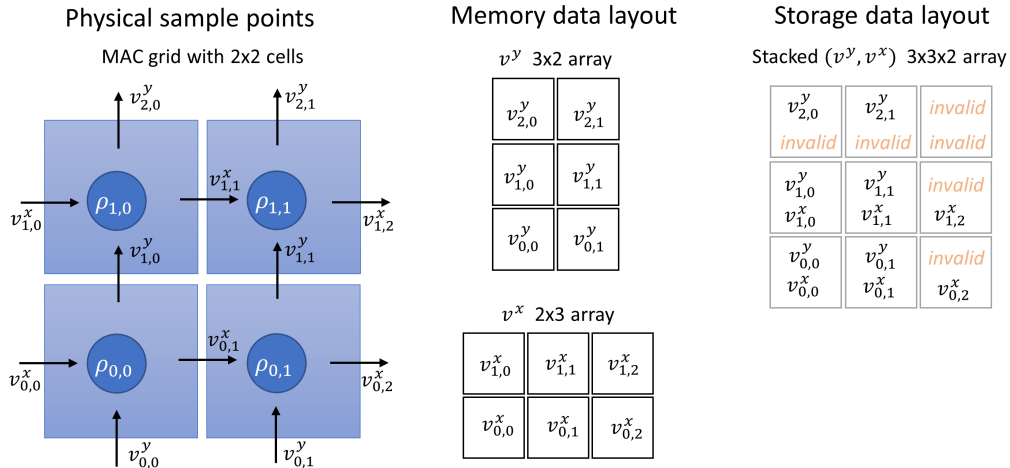 Physical sample points
MAC grid with 2x2 cells
v^y_{2,0} v^y_{2,1}
ρ_{1,0} v^x_{1,1} ρ_{1,1}
v^x_{1,0} v^x_{1,2}
v^y_{1,0} v^y_{1,1}
ρ_{0,0} v^x_{0,1} ρ_{0,1}
v^x_{0,0} v^x_{0,2}
v^y_{0,0} v^y_{0,1}
Memory data layout
v^y 3x2 array
v^y_{2,0} v^y_{2,1}
v^y_{1,0} v^y_{1,1}
v^y_{0,0} v^y_{0,1}
v^x 2x3 array
v^x_{1,0} v^x_{1,1} v^x_{1,2}
v^x_{0,0} v^x_{0,1} v^x_{0,2}
Storage data layout
Stacked (v^y, v^x) 3x3x2 array
v^y_{2,0} v^y_{2,1} invalid
invalid invalid invalid
v^y_{1,0} v^y_{1,1} invalid
v^x_{1,0} v^x_{1,1} v^x_{1,2}
v^y_{0,0} v^y_{0,1} invalid
v^x_{0,0} v^x_{0,1} v^x_{0,2}